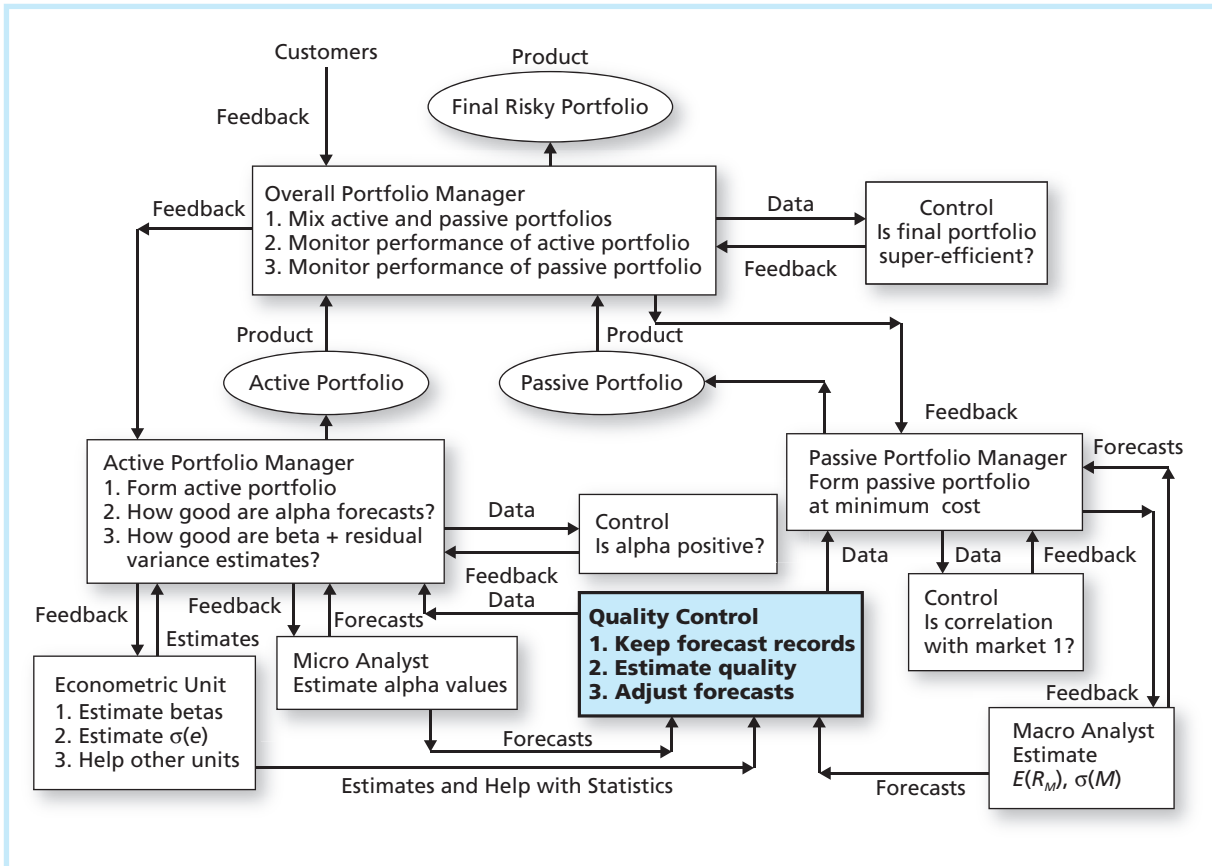 Customers
Product
Final Risky Portfolio
Feedback
Overall Portfolio Manager
1. Mix active and passive portfolios
2. Monitor performance of active portfolio
3. Monitor performance of passive portfolio
Feedback
Data
Feedback
Control
Is final portfolio
super-efficient?
Product
Product
Active Portfolio
Passive Portfolio
Feedback
Active Portfolio Manager
1. Form active portfolio
2. How good are alpha forecasts?
3. How good are beta + residual
variance estimates?
Data
Feedback
Control
Is alpha positive?
Passive Portfolio Manager
Form passive portfolio
at minimum cost
Forecasts
Data
Data
Feedback
Control
Is correlation
with market 1?
Feedback
Estimates
Feedback
Forecasts
Data
Quality Control
1. Keep forecast records
2. Estimate quality
3. Adjust forecasts
Econometric Unit
1. Estimate betas
2. Estimate σ(e)
3. Help other units
Micro Analyst
Estimate alpha values
Forecasts
Estimates and Help with Statistics
Feedback
Macro Analyst
Estimate
E(R_M), σ(M)
Forecasts